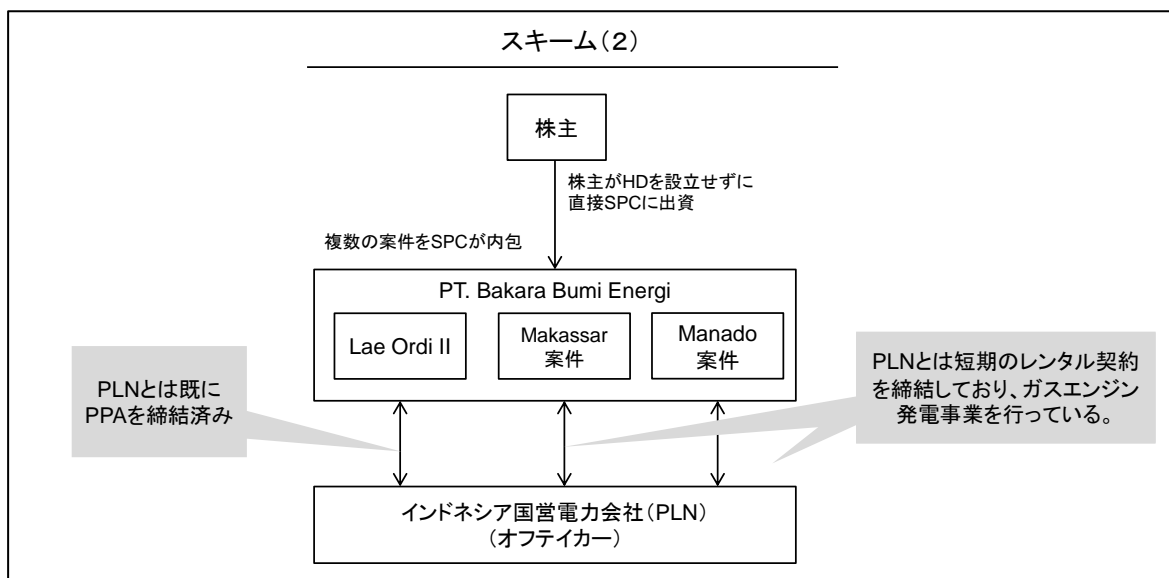 スキーム(2)
株主
株主がHDを設立せずに
直接SPCに出資
複数の案件をSPCが内包
PT. Bakara Bumi Energi
Lae Ordi II
Makassar
案件
Manado
案件
PLNとは既に
PPAを締結済み
PLNとは短期のレンタル契約
を締結しており、ガスエンジン
発電事業を行っている。
インドネシア国営電力会社(PLN)
(オフテイカー)